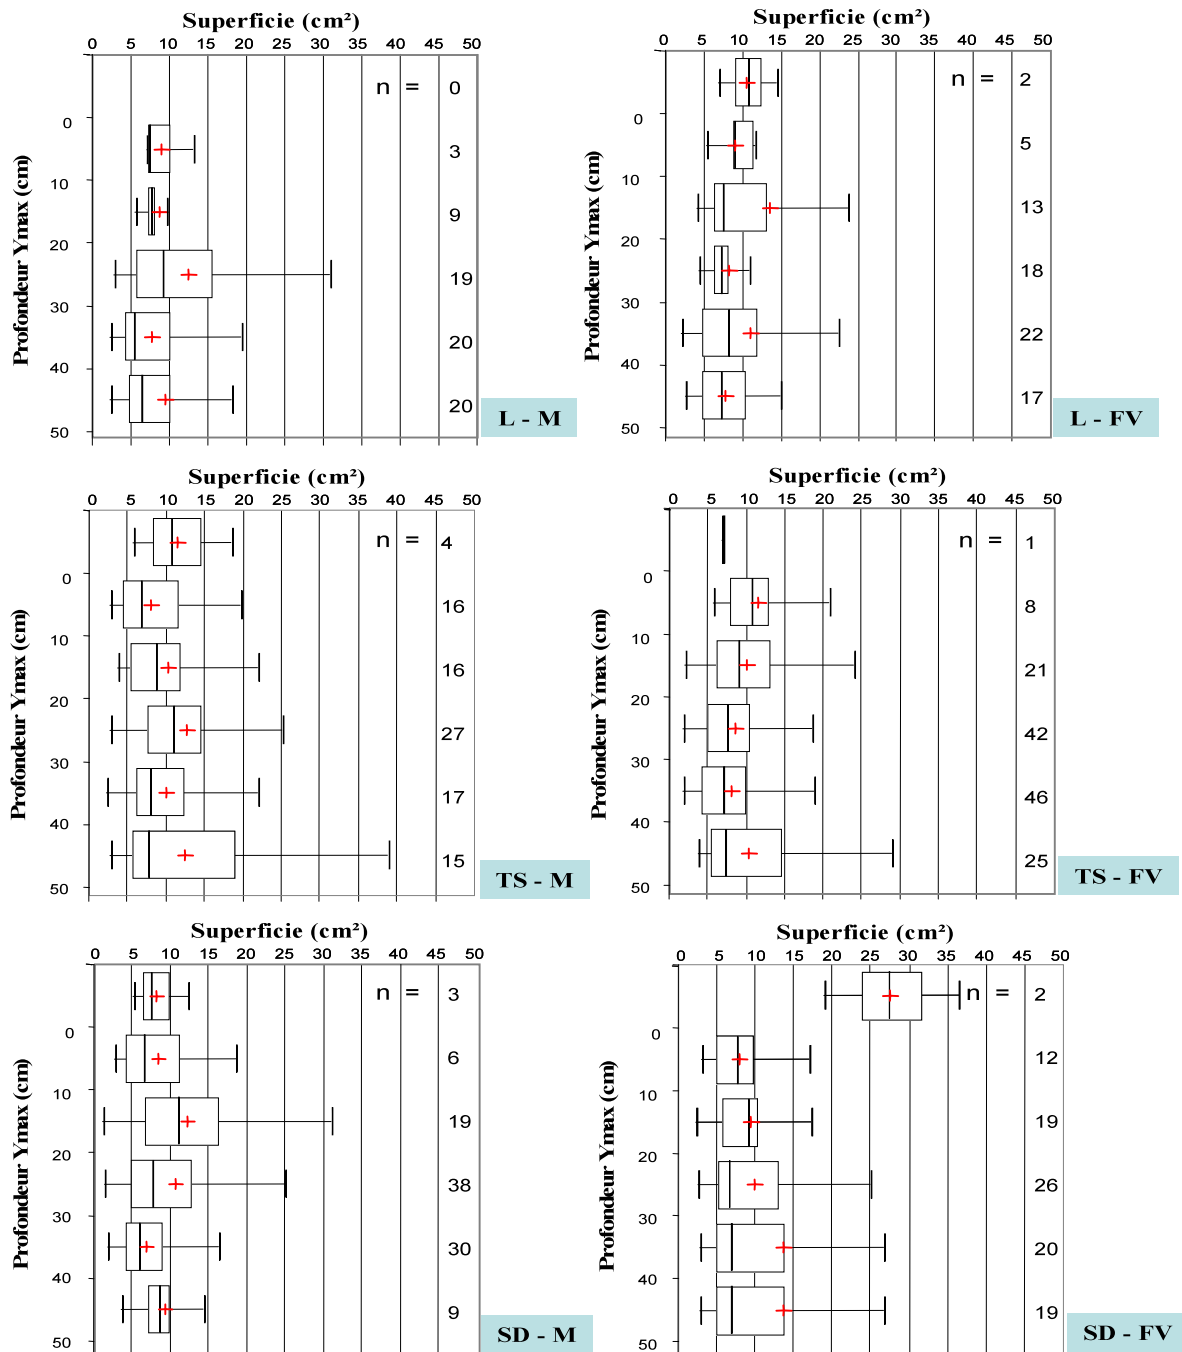 Superficie (cm²)
0 5 10 15 20 25 30 35 40 45 50
n = 0
0
3
10
9
20
19
30
20
40
20
50
Profondeur Ymax (cm)
L - M
Superficie (cm²)
0 5 10 15 20 25 30 35 40 45 50
n = 2
0
5
10
13
20
18
30
22
40
17
50
Profondeur Ymax (cm)
L - FV
Superficie (cm²)
0 5 10 15 20 25 30 35 40 45 50
n = 4
0
16
10
16
20
27
30
17
40
15
50
Profondeur Ymax (cm)
TS - M
Superficie (cm²)
0 5 10 15 20 25 30 35 40 45 50
n = 1
0
8
10
21
20
42
30
46
40
25
50
Profondeur Ymax (cm)
TS - FV
Superficie (cm²)
0 5 10 15 20 25 30 35 40 45 50
n = 3
0
6
10
19
20
38
30
30
40
9
50
Profondeur Ymax (cm)
SD - M
Superficie (cm²)
0 5 10 15 20 25 30 35 40 45 50
n = 2
0
12
10
19
20
26
30
20
40
19
50
Profondeur Ymax (cm)
SD - FV